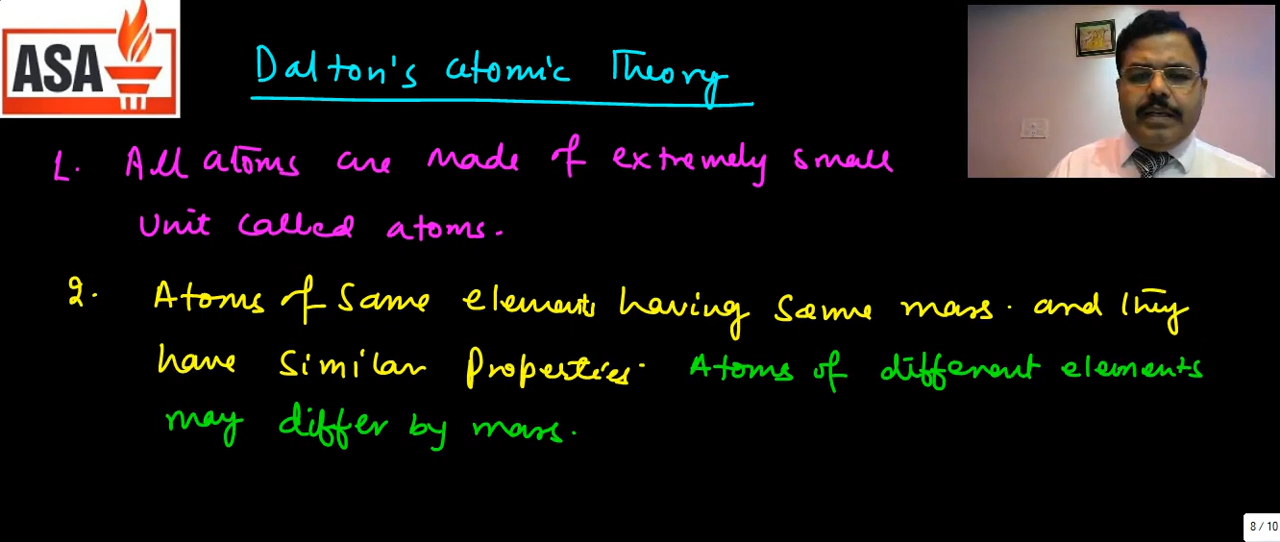 ASA
Dalton's atomic Theory
1. All atoms are made of extremely small
Unit called atoms.
2. Atoms of same elements having same mass. and they
have similar Properties. Atoms of different elements
may differ by mass.
8 / 10